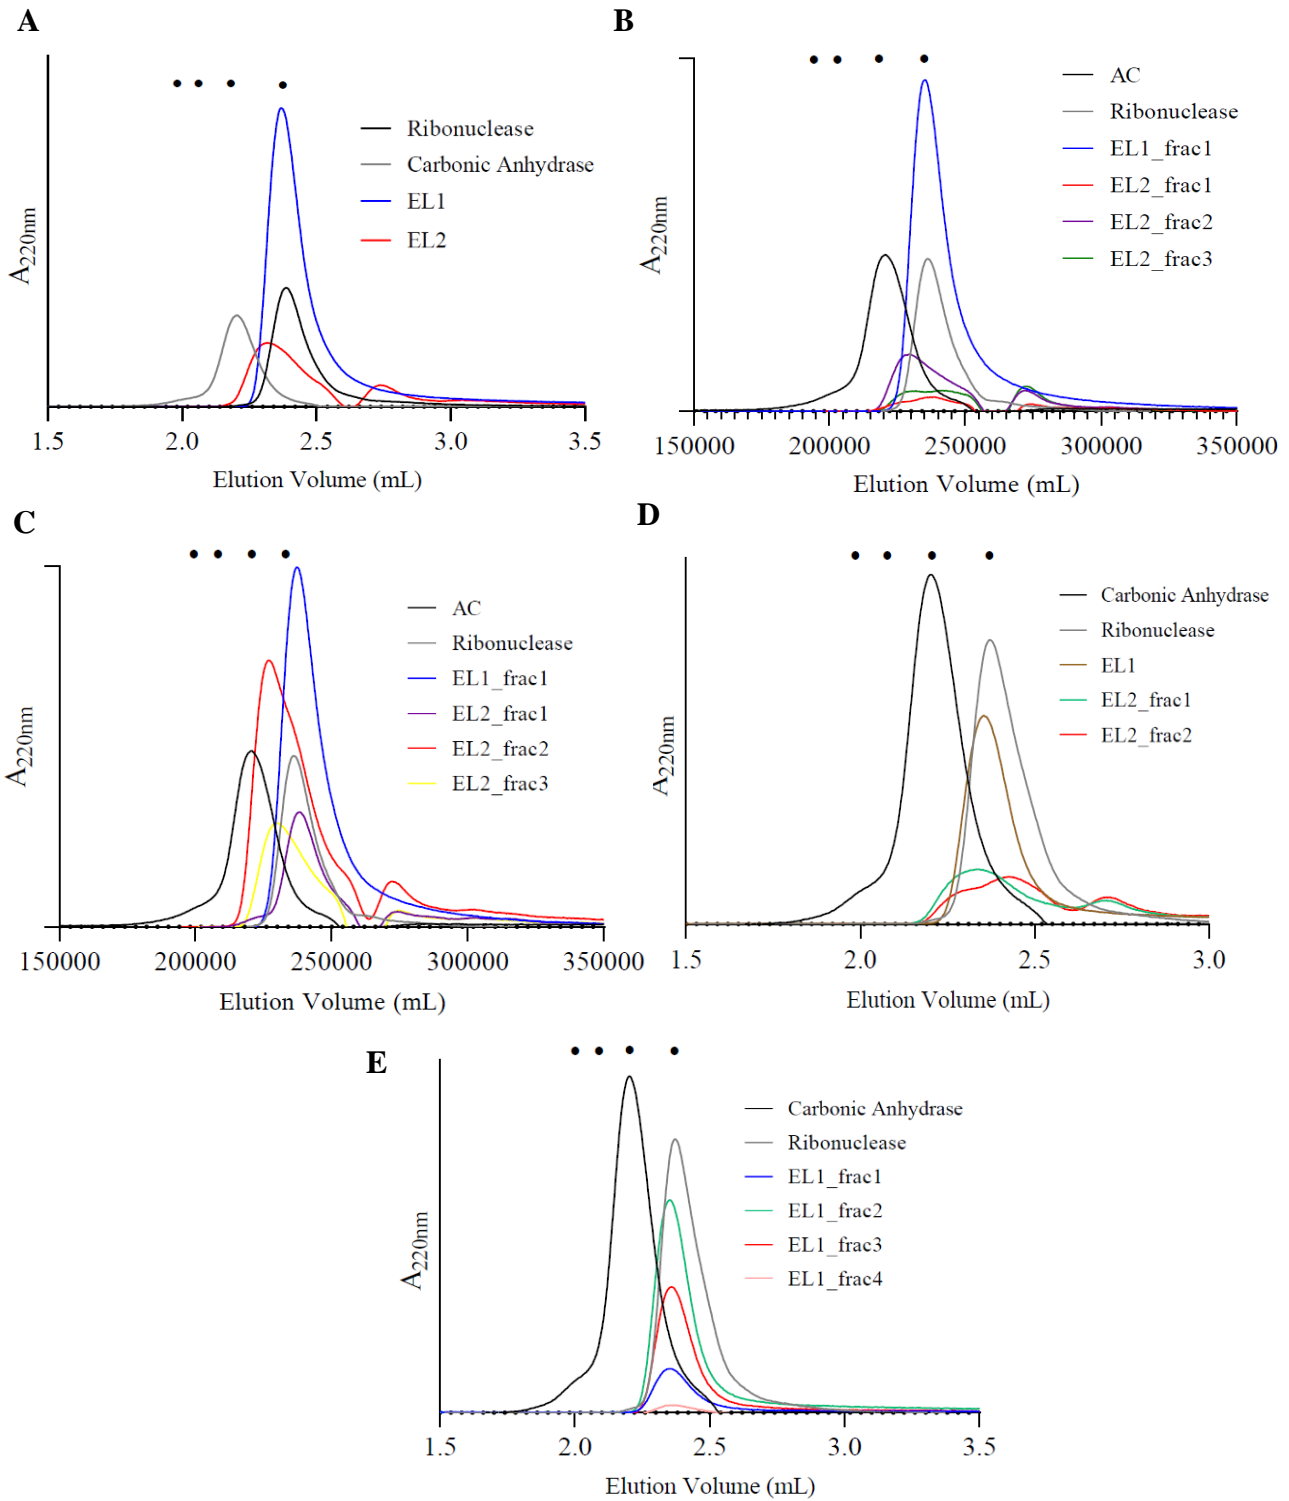 A
Ribonuclease
Carbonic Anhydrase
EL1
EL2
A220nm
1.5 2.0 2.5 3.0 3.5
Elution Volume (mL)
B
AC
Ribonuclease
EL1_frac1
EL2_frac1
EL2_frac2
EL2_frac3
A220nm
150000 200000 250000 300000 350000
Elution Volume (mL)
C
AC
Ribonuclease
EL1_frac1
EL2_frac1
EL2_frac2
EL2_frac3
A220nm
150000 200000 250000 300000 350000
Elution Volume (mL)
D
Carbonic Anhydrase
Ribonuclease
EL1
EL2_frac1
EL2_frac2
A220nm
1.5 2.0 2.5 3.0
Elution Volume (mL)
E
Carbonic Anhydrase
Ribonuclease
EL1_frac1
EL1_frac2
EL1_frac3
EL1_frac4
A220nm
1.5 2.0 2.5 3.0 3.5
Elution Volume (mL)